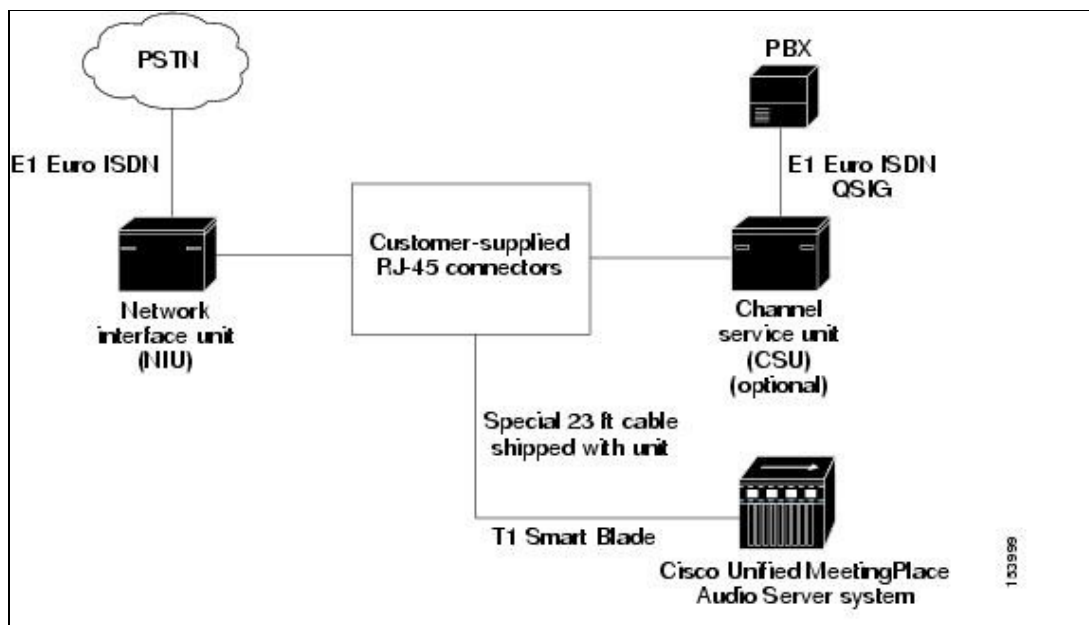 PSTN
PBX
E1 Euro ISDN
E1 Euro ISDN
QSIG
Customer-supplied
RJ-45 connectors
Network
interface unit
(NIU)
Channel
service unit
(CSU)
(optional)
Special 23 ft cable
shipped with unit
T1 Smart Blade
Cisco Unified MeetingPlace
Audio Server system
153999